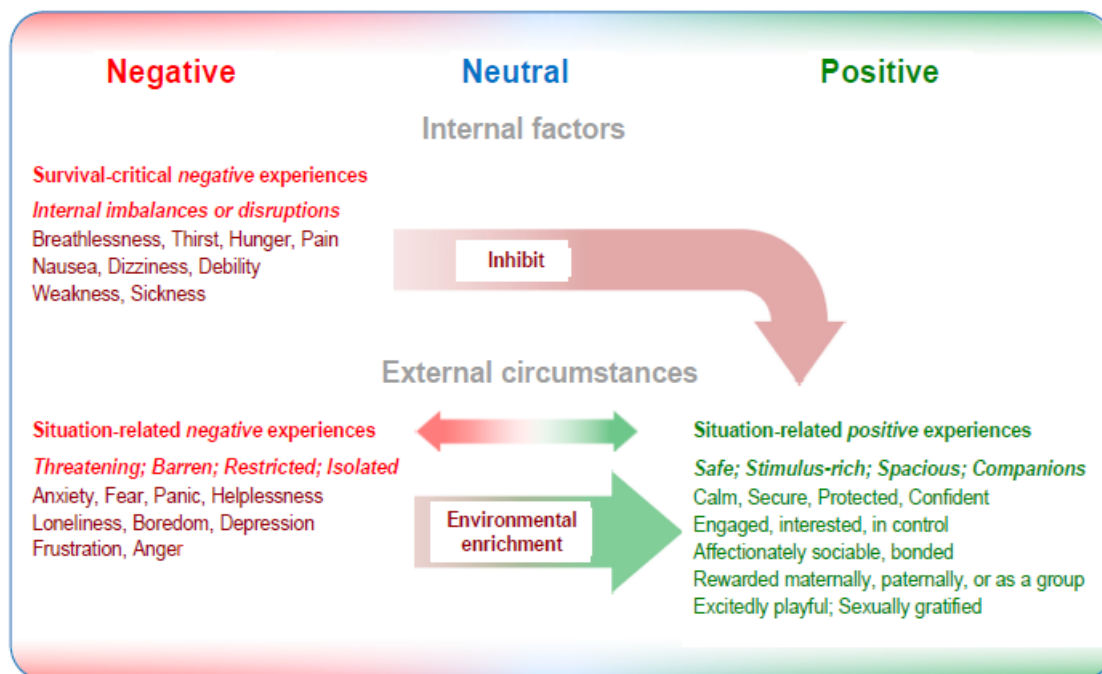 Negative
Neutral
Positive
Internal factors
Survival-critical negative experiences
Internal imbalances or disruptions
Breathlessness, Thirst, Hunger, Pain
Nausea, Dizziness, Debility
Weakness, Sickness
Inhibit
External circumstances
Situation-related negative experiences
Threatening; Barren; Restricted; Isolated
Anxiety, Fear, Panic, Helplessness
Loneliness, Boredom, Depression
Frustration, Anger
Environmental
enrichment
Situation-related positive experiences
Safe; Stimulus-rich; Spacious; Companions
Calm, Secure, Protected, Confident
Engaged, interested, in control
Affectionately sociable, bonded
Rewarded maternally, paternally, or as a group
Excitedly playful; Sexually gratified